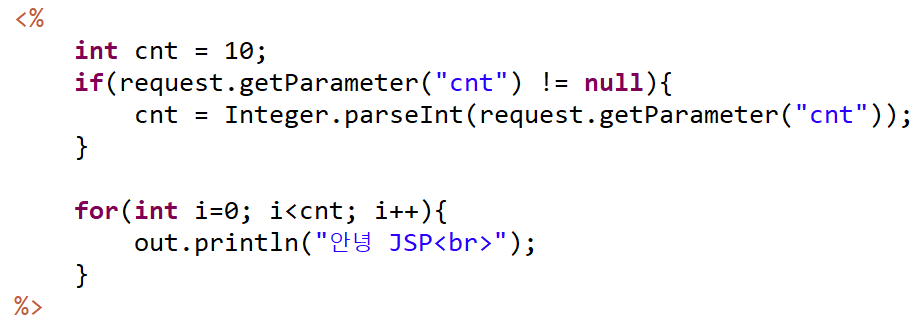 <%
int cnt = 10;
if(request.getParameter("cnt") != null){
cnt = Integer.parseInt(request.getParameter("cnt"));
}
for(int i=0; i<cnt; i++){
out.println("안녕 JSP<br>");
}
%>